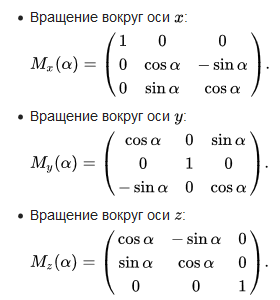 • Вращение вокруг оси x:
M_x(α) = ( 1 0 0
0 cos α − sin α
0 sin α cos α ) .
• Вращение вокруг оси y:
M_y(α) = ( cos α 0 sin α
0 1 0
− sin α 0 cos α ) .
• Вращение вокруг оси z:
M_z(α) = ( cos α − sin α 0
sin α cos α 0
0 0 1 ) .